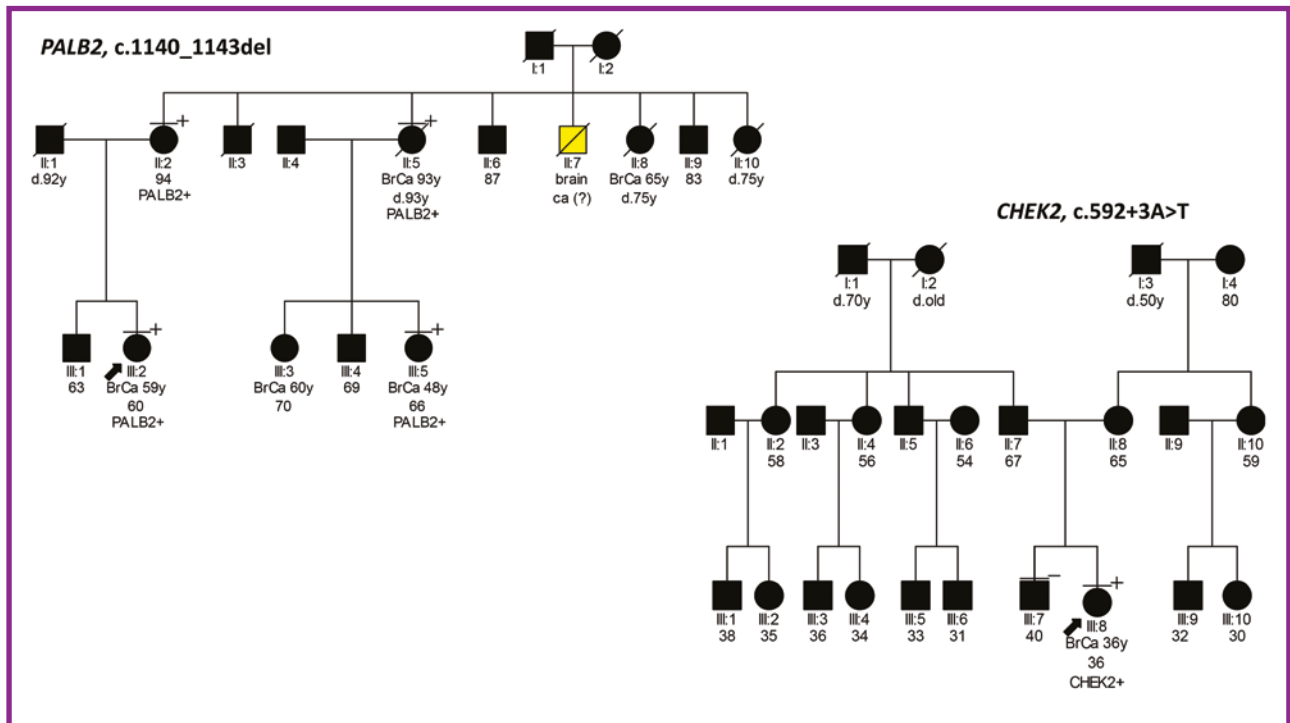 PALB2, c.1140_1143del
I:1
I:2
+
+
II:1
d.92y
II:2
94
PALB2+
II:3
II:4
II:5
BrCa 93y
d.93y
PALB2+
II:6
87
II:7
brain
ca (?)
II:8
BrCa 65y
d.75y
II:9
83
II:10
d.75y
+
+
III:1
63
III:2
BrCa 59y
60
PALB2+
III:3
BrCa 60y
70
III:4
69
III:5
BrCa 48y
66
PALB2+
CHEK2, c.592+3A>T
I:1
d.70y
I:2
d.old
I:3
d.50y
I:4
80
II:1
II:2
58
II:3
II:4
56
II:5
II:6
54
II:7
67
II:8
65
II:9
II:10
59
−
+
III:1
38
III:2
35
III:3
36
III:4
34
III:5
33
III:6
31
III:7
40
III:8
BrCa 36y
36
CHEK2+
III:9
32
III:10
30